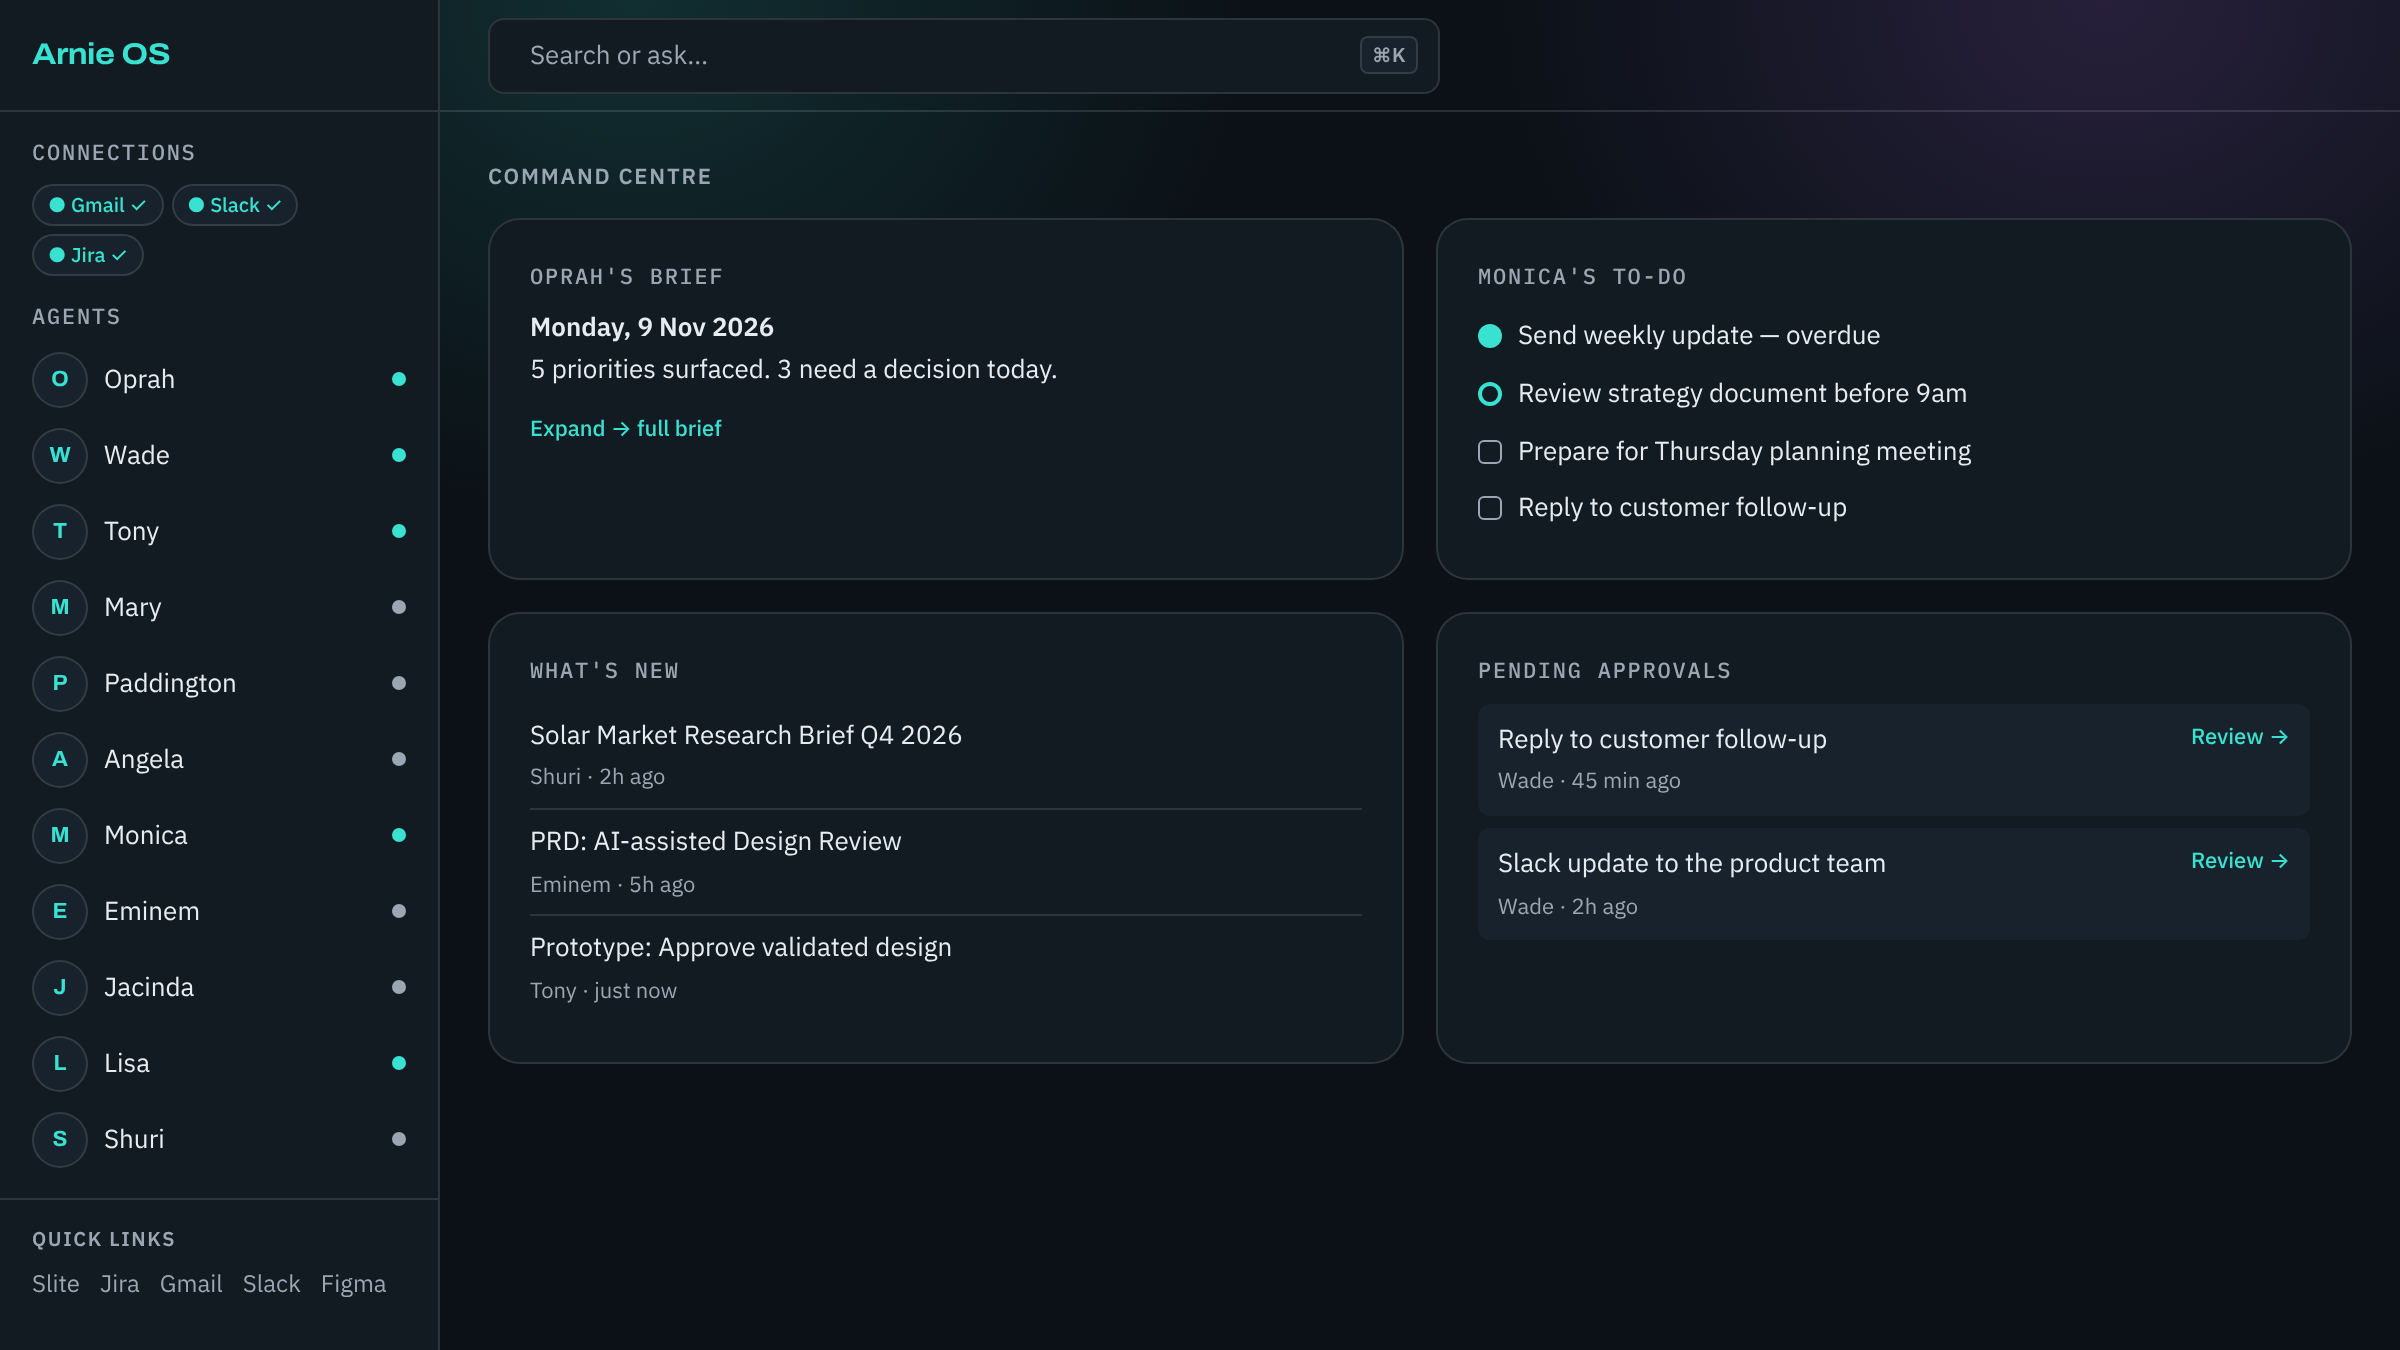 Arnie OS
Search or ask...
⌘K
CONNECTIONS
Gmail ✓
Slack ✓
Jira ✓
AGENTS
O Oprah
W Wade
T Tony
M Mary
P Paddington
A Angela
M Monica
E Eminem
J Jacinda
L Lisa
S Shuri
QUICK LINKS
Slite Jira Gmail Slack Figma
COMMAND CENTRE
OPRAH'S BRIEF
Monday, 9 Nov 2026
5 priorities surfaced. 3 need a decision today.
Expand → full brief
MONICA'S TO-DO
Send weekly update — overdue
Review strategy document before 9am
Prepare for Thursday planning meeting
Reply to customer follow-up
WHAT'S NEW
Solar Market Research Brief Q4 2026
Shuri · 2h ago
PRD: AI-assisted Design Review
Eminem · 5h ago
Prototype: Approve validated design
Tony · just now
PENDING APPROVALS
Reply to customer follow-up
Review →
Wade · 45 min ago
Slack update to the product team
Review →
Wade · 2h ago